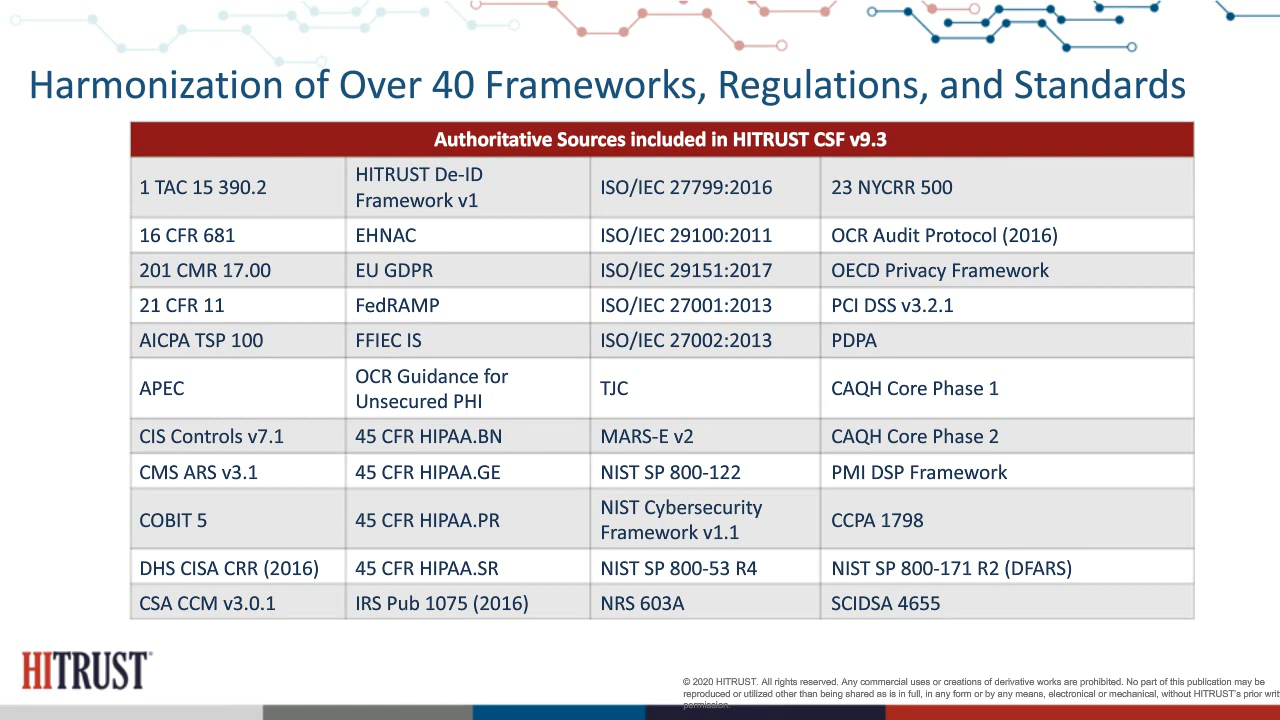 Harmonization of Over 40 Frameworks, Regulations, and Standards
Authoritative Sources included in HITRUST CSF v9.3
1 TAC 15 390.2
HITRUST De-ID
Framework v1
ISO/IEC 27799:2016
23 NYCRR 500
16 CFR 681
EHNAC
ISO/IEC 29100:2011
OCR Audit Protocol (2016)
201 CMR 17.00
EU GDPR
ISO/IEC 29151:2017
OECD Privacy Framework
21 CFR 11
FedRAMP
ISO/IEC 27001:2013
PCI DSS v3.2.1
AICPA TSP 100
FFIEC IS
ISO/IEC 27002:2013
PDPA
APEC
OCR Guidance for
Unsecured PHI
TJC
CAQH Core Phase 1
CIS Controls v7.1
45 CFR HIPAA.BN
MARS-E v2
CAQH Core Phase 2
CMS ARS v3.1
45 CFR HIPAA.GE
NIST SP 800-122
PMI DSP Framework
COBIT 5
45 CFR HIPAA.PR
NIST Cybersecurity
Framework v1.1
CCPA 1798
DHS CISA CRR (2016)
45 CFR HIPAA.SR
NIST SP 800-53 R4
NIST SP 800-171 R2 (DFARS)
CSA CCM v3.0.1
IRS Pub 1075 (2016)
NRS 603A
SCIDSA 4655
HITRUST
© 2020 HITRUST. All rights reserved. Any commercial uses or creations of derivative works are prohibited. No part of this publication may be
reproduced or utilized other than being shared as is in full, in any form or by any means, electronical or mechanical, without HITRUST's prior writ
permission.